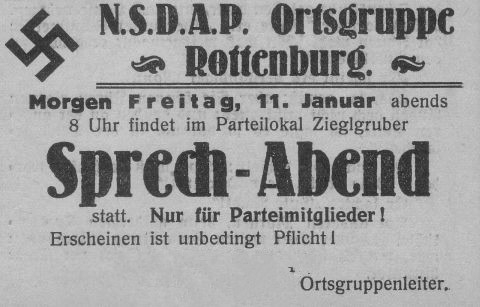 N.S.D.A.P. Ortsgruppe
Rottenburg.
Morgen Freitag, 11. Januar abends
8 Uhr findet im Parteilokal Zieglgruber
Sprech-Abend
statt. Nur für Parteimitglieder!
Erscheinen ist unbedingt Pflicht!
Ortsgruppenleiter.